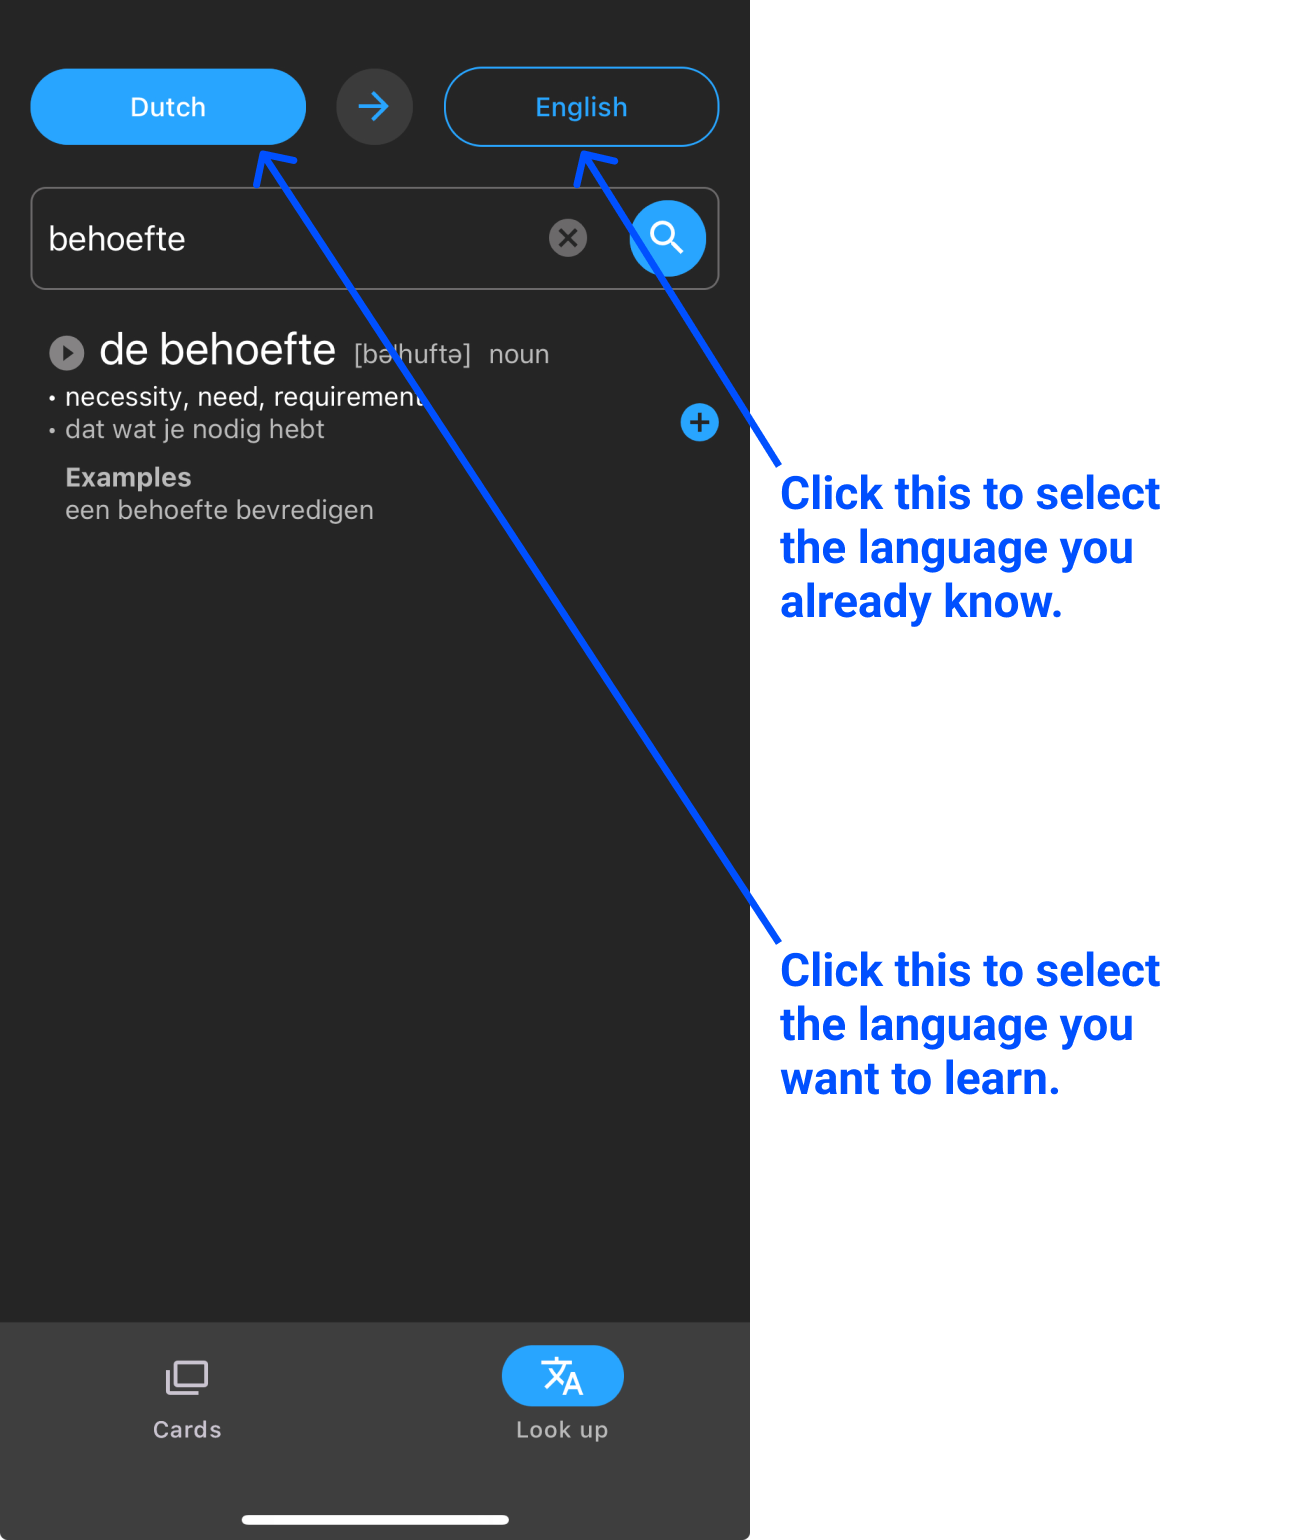 Dutch
English
behoefte
de behoefte [bəˈhuftə] noun
• necessity, need, requirement
• dat wat je nodig hebt
Examples
een behoefte bevredigen
Click this to select
the language you
already know.
Click this to select
the language you
want to learn.
Cards
Look up